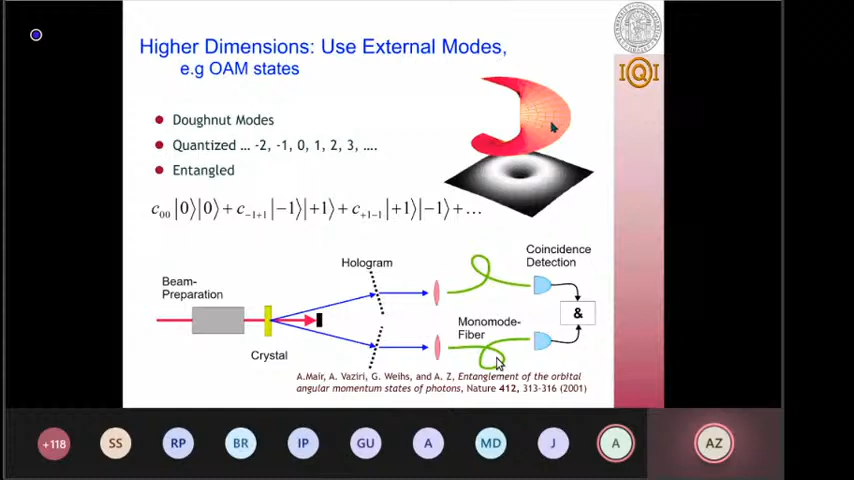 Higher Dimensions: Use External Modes,
e.g OAM states
IQI
Doughnut Modes
Quantized ... -2, -1, 0, 1, 2, 3, ....
Entangled
c₀₀|0⟩|0⟩ + c₋₁₊₁|−1⟩|+1⟩ + c₊₁₋₁|+1⟩|−1⟩ + …
Coincidence
Detection
Hologram
Beam-
Preparation
&
Monomode-
Fiber
Crystal
A.Mair, A. Vaziri, G. Weihs, and A. Z, Entanglement of the orbital
angular momentum states of photons, Nature 412, 313-316 (2001)
+118 SS RP BR IP GU A MD J A AZ